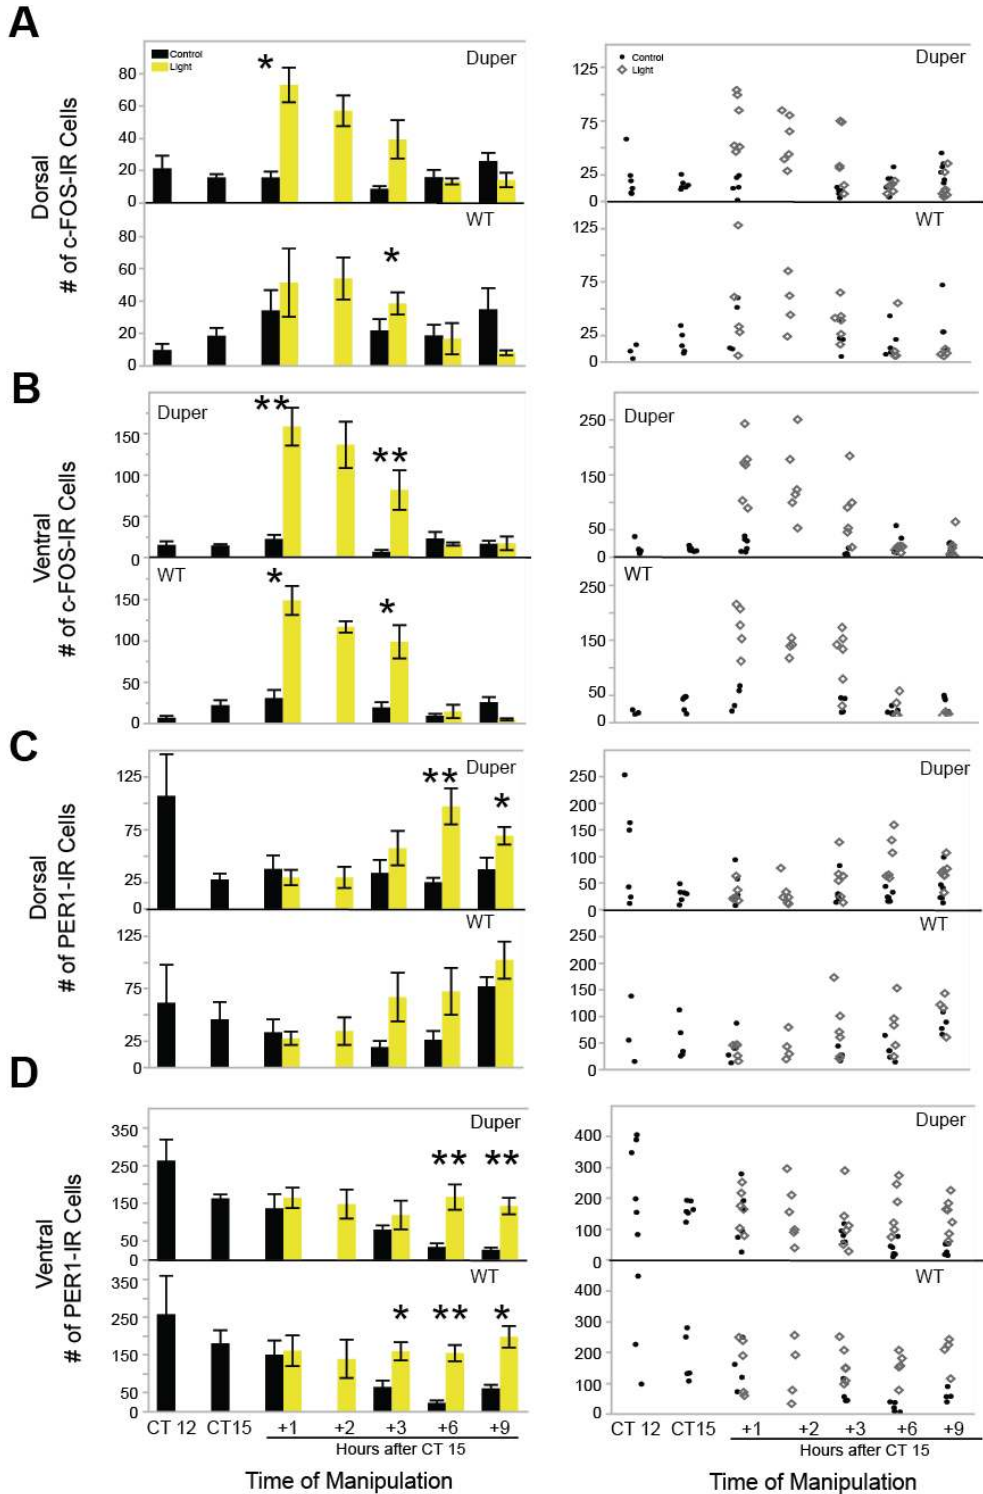 A
Dorsal
# of c-FOS-IR Cells
Control
Light
Duper
*
80
60
40
20
0
WT
*
80
60
40
20
0
Control
Light
Duper
125
75
25
0
WT
125
75
25
0
B
Ventral
# of c-FOS-IR Cells
Duper
**
**
150
100
50
0
WT
*
*
150
100
50
0
Duper
250
150
50
0
WT
250
150
50
0
C
Dorsal
# of PER1-IR Cells
Duper
**
*
125
75
25
0
WT
125
75
25
0
Duper
250
200
150
100
50
0
WT
250
200
150
100
50
0
D
Ventral
# of PER1-IR Cells
Duper
**
**
350
250
150
50
0
WT
*
**
*
350
250
150
50
0
CT 12 CT15 +1 +2 +3 +6 +9
Hours after CT 15
Time of Manipulation
Duper
400
300
200
100
0
WT
400
300
200
100
0
CT 12 CT15 +1 +2 +3 +6 +9
Hours after CT 15
Time of Manipulation